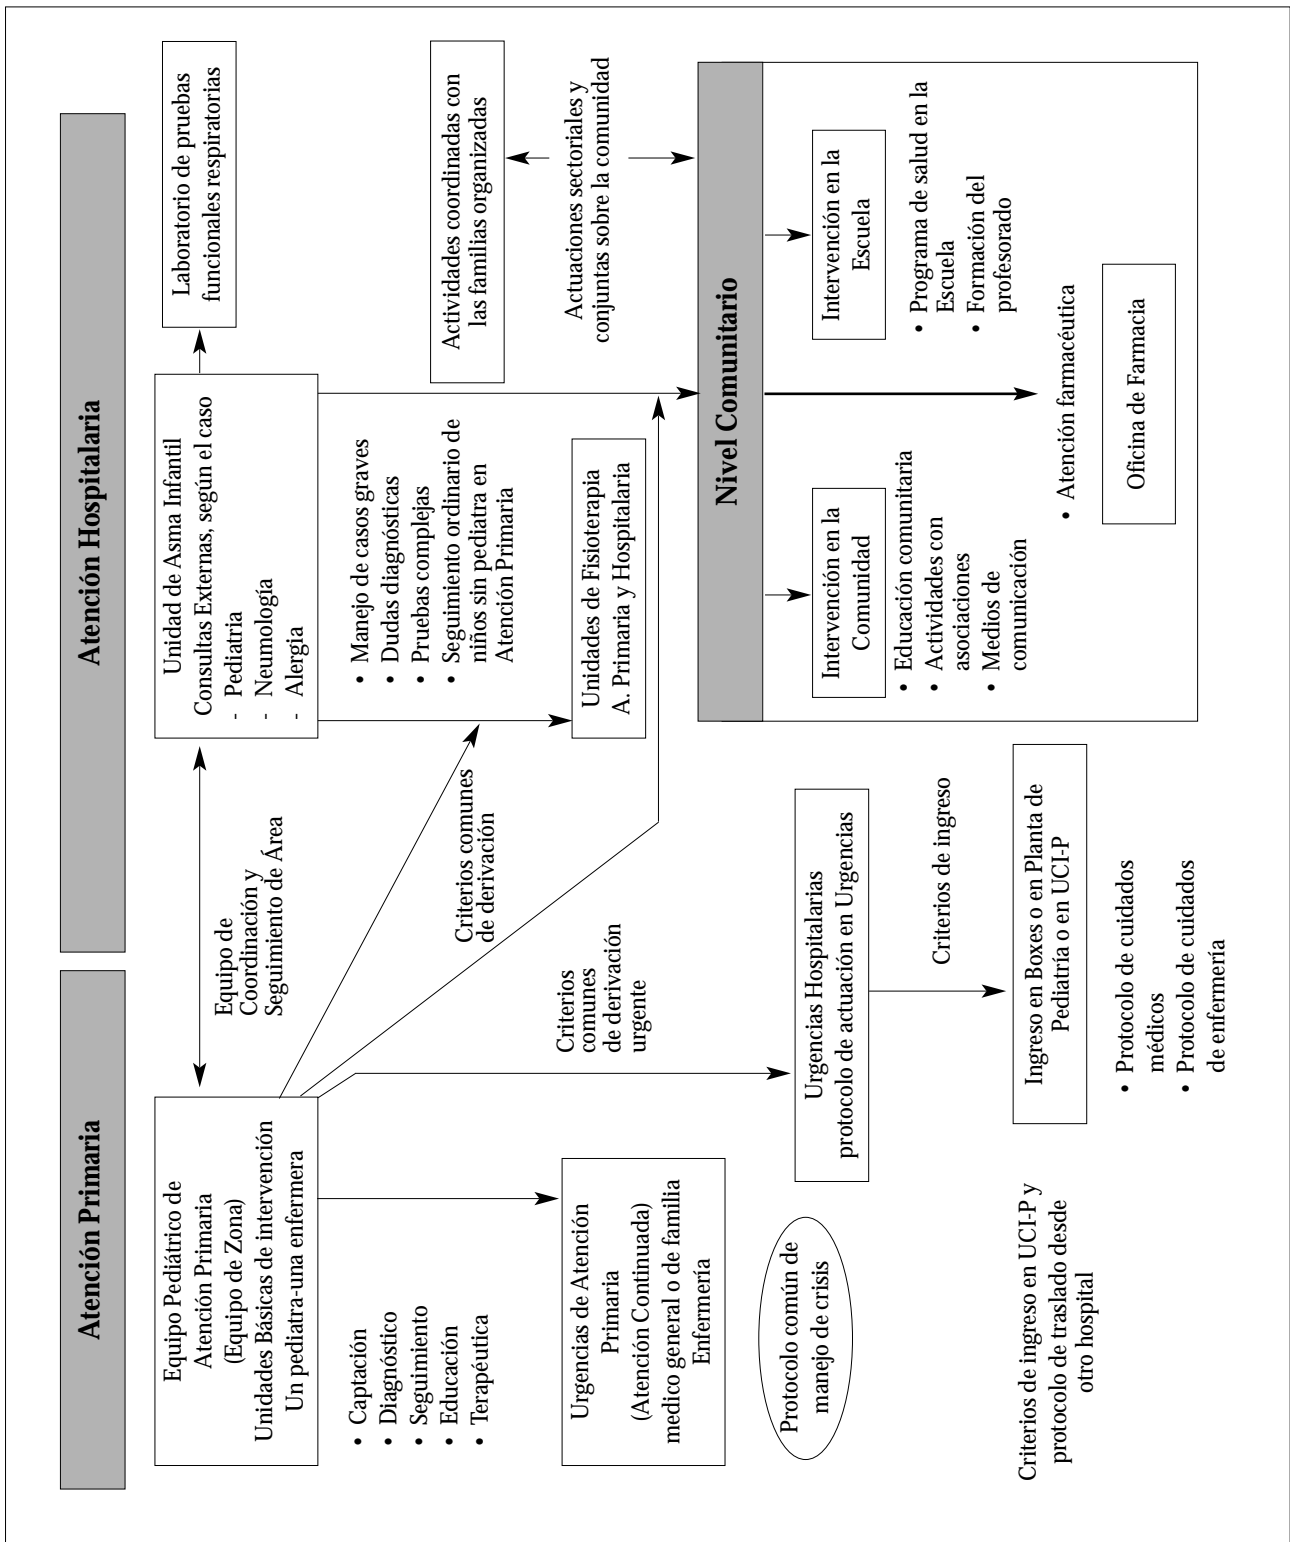 Atención Primaria
Atención Hospitalaria
Equipo Pediátrico de
Atención Primaria
(Equipo de Zona)
Unidades Básicas de intervención
Un pediatra-una enfermera
Equipo de
Coordinación y
Seguimiento de Área
Unidad de Asma Infantil
Consultas Externas, según el caso
- Pediatria
- Neumología
- Alergia
Laboratorio de pruebas
funcionales respiratorias
• Captación
• Diagnóstico
• Seguimiento
• Educación
• Terapéutica
Criterios comunes
de derivación
• Manejo de casos graves
• Dudas diagnósticas
• Pruebas complejas
• Seguimiento ordinario de
niños sin pediatra en
Atención Primaria
Actividades coordinadas con
las familias organizadas
Urgencias de Atención
Primaria
(Atención Continuada)
medico general o de familia
Enfermería
Criterios
comunes
de derivación
urgente
Unidades de Fisioterapia
A. Primaria y Hospitalaria
Actuaciones sectoriales y
conjuntas sobre la comunidad
Protocolo común de
manejo de crisis
Urgencias Hospitalarias
protocolo de actuación en Urgencias
Criterios de ingreso
Nivel Comunitario
Intervención en la
Comunidad
• Educación comunitaria
• Actividades con
asociaciones
• Medios de
comunicación
Intervención en la
Escuela
• Programa de salud en la
Escuela
• Formación del
profesorado
Criterios de ingreso en UCI-P y
protocolo de traslado desde
otro hospital
Ingreso en Boxes o en Planta de
Pediatría o en UCI-P
• Protocolo de cuidados
médicos
• Protocolo de cuidados
de enfermería
• Atención farmacéutica
Oficina de Farmacia